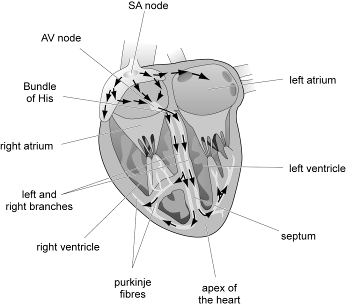 SA node
AV node
Bundle
of His
left atrium
right atrium
left ventricle
left and
right branches
septum
right ventricle
purkinje
fibres
apex of
the heart